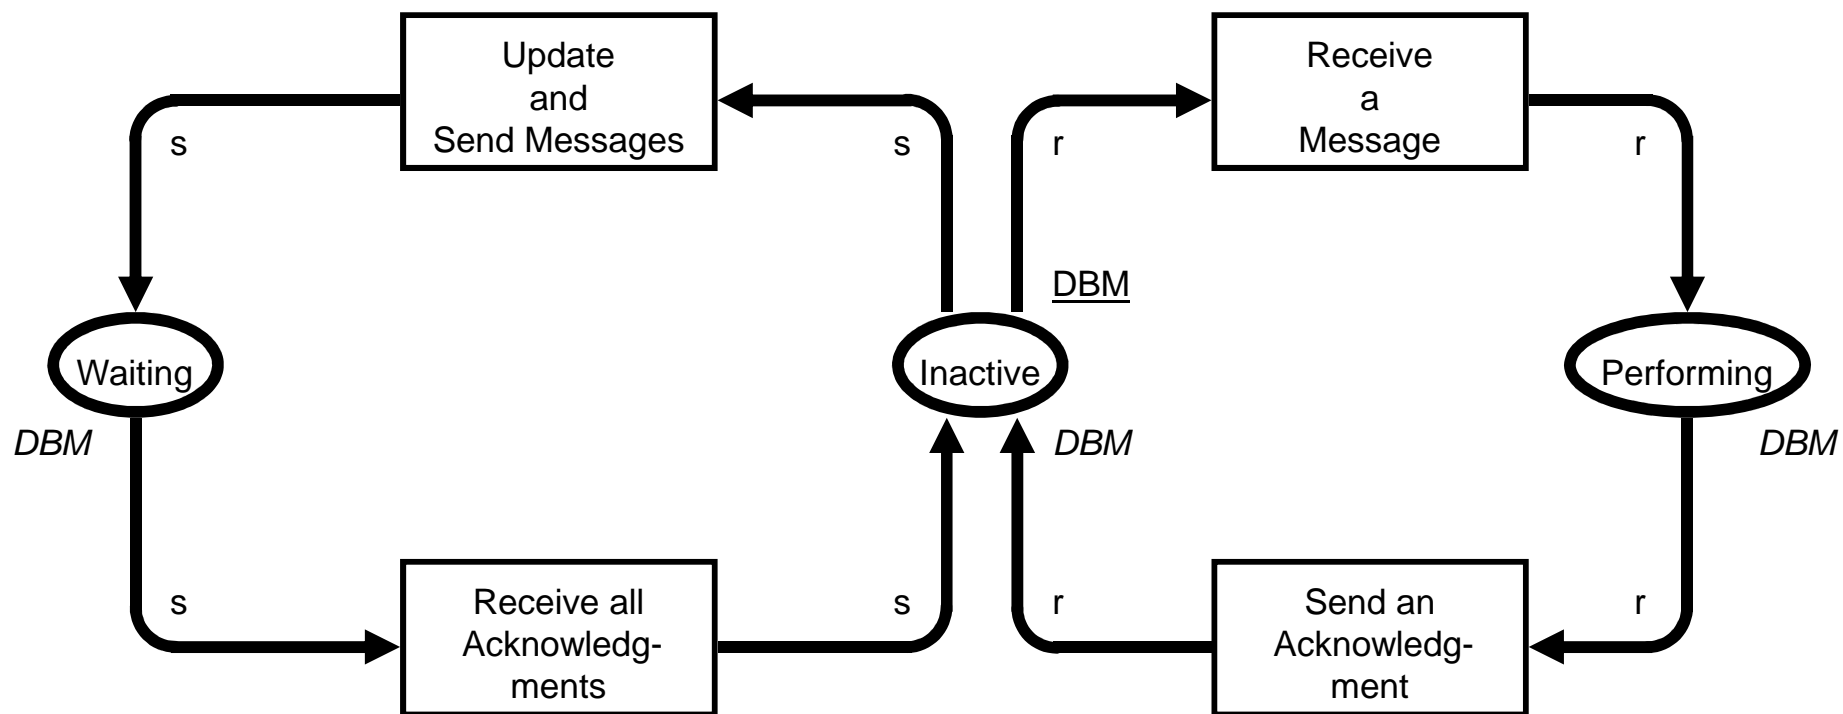 Update
and
Send Messages
Receive
a
Message
s
s
r
r
DBM
Waiting
Inactive
Performing
DBM
DBM
DBM
s
s
r
r
Receive all
Acknowledg-
ments
Send an
Acknowledg-
ment